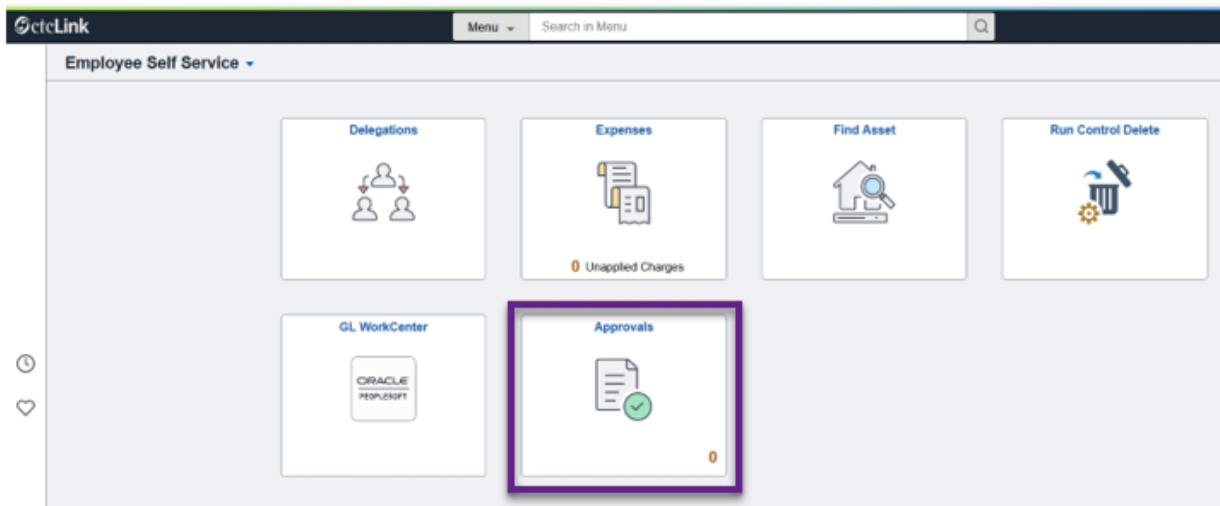 ctcLink
Menu
Search in Menu
Employee Self Service
Delegations
Expenses
Find Asset
Run Control Delete
0 Unapplied Charges
GL WorkCenter
Approvals
ORACLE
PEOPLESOFT
0